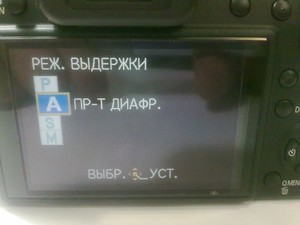 РЕЖ. ВЫДЕРЖКИ
P
A ПР-Т ДИАФР.
S
M
ВЫБР. УСТ.
Q.MENU